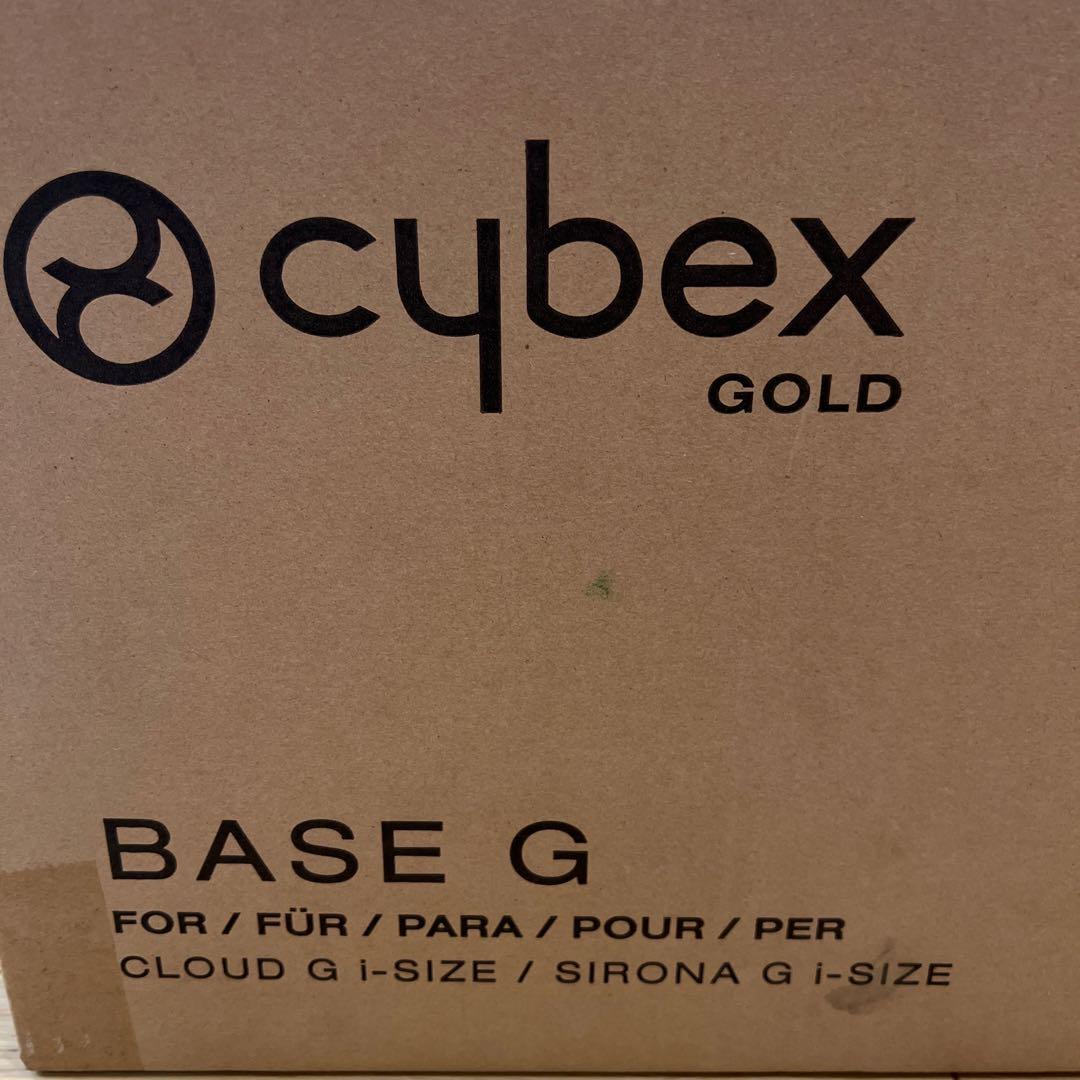 cybex
GOLD
BASE G
FOR / FÜR / PARA / POUR / PER
CLOUD G i-SIZE / SIRONA G i-SIZE